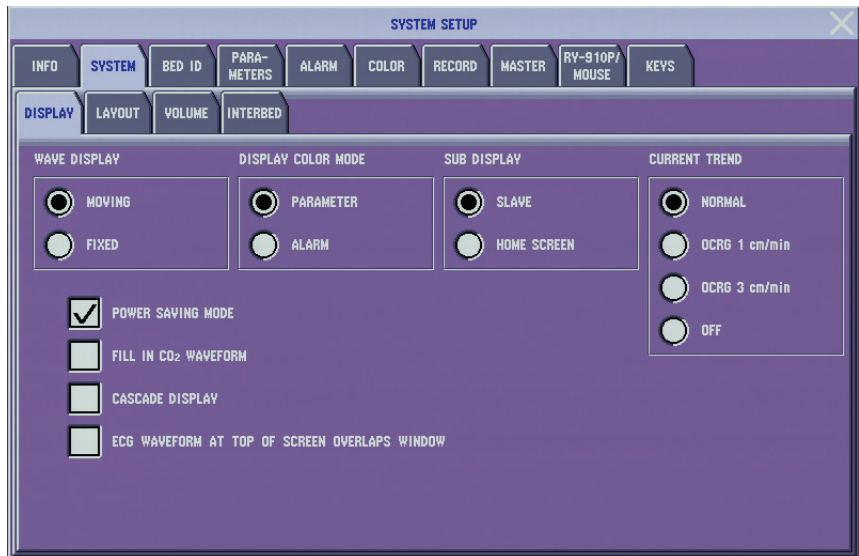 SYSTEM SETUP
INFO SYSTEM BED ID PARA-METERS ALARM COLOR RECORD MASTER RY-910P/MOUSE KEYS
DISPLAY LAYOUT VOLUME INTERBED
WAVE DISPLAY DISPLAY COLOR MODE SUB DISPLAY CURRENT TREND
MOVING PARAMETER SLAVE NORMAL
FIXED ALARM HOME SCREEN OCRG 1 cm/min
OCRG 3 cm/min
POWER SAVING MODE
OFF
FILL IN CO₂ WAVEFORM
CASCADE DISPLAY
ECG WAVEFORM AT TOP OF SCREEN OVERLAPS WINDOW